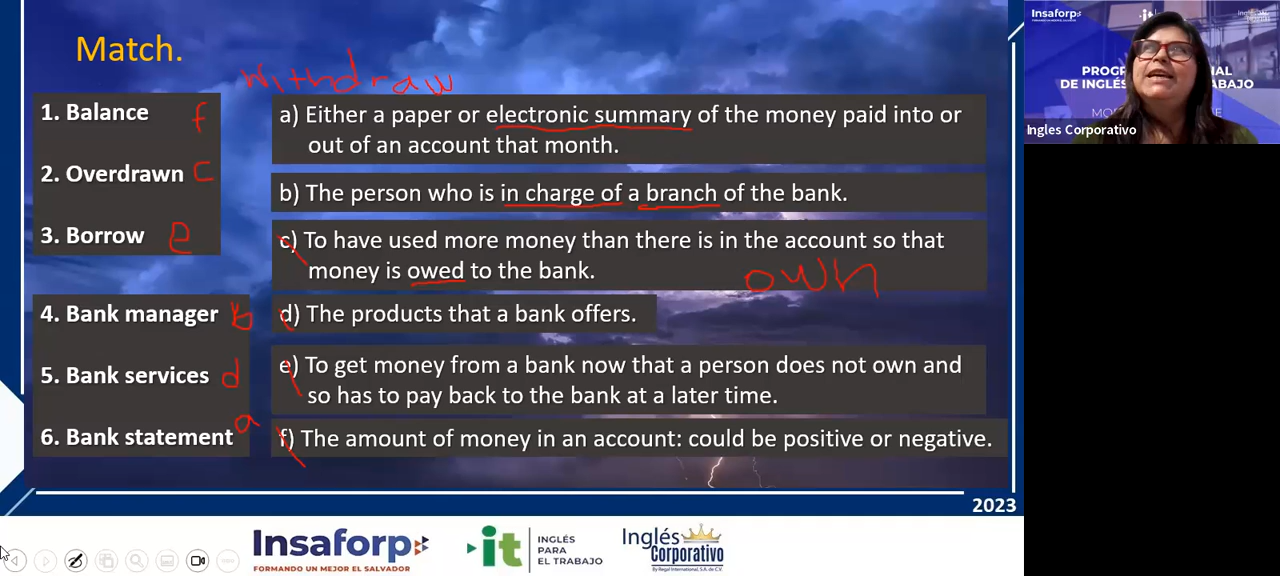 Match.
withdraw
1. Balance f
2. Overdrawn c
3. Borrow e
4. Bank manager b
5. Bank services d
6. Bank statement a
a) Either a paper or electronic summary of the money paid into or
out of an account that month.
b) The person who is in charge of a branch of the bank.
c) To have used more money than there is in the account so that
money is owed to the bank.
own
d) The products that a bank offers.
e) To get money from a bank now that a person does not own and
so has to pay back to the bank at a later time.
f) The amount of money in an account: could be positive or negative.
2023
Insaforp
FORMANDO UN MEJOR EL SALVADOR
it
INGLÉS
PARA
EL TRABAJO
Inglés
Corporativo
By Regal International, S.A. de C.V.
Insaforp
it
Ingles Corporativo